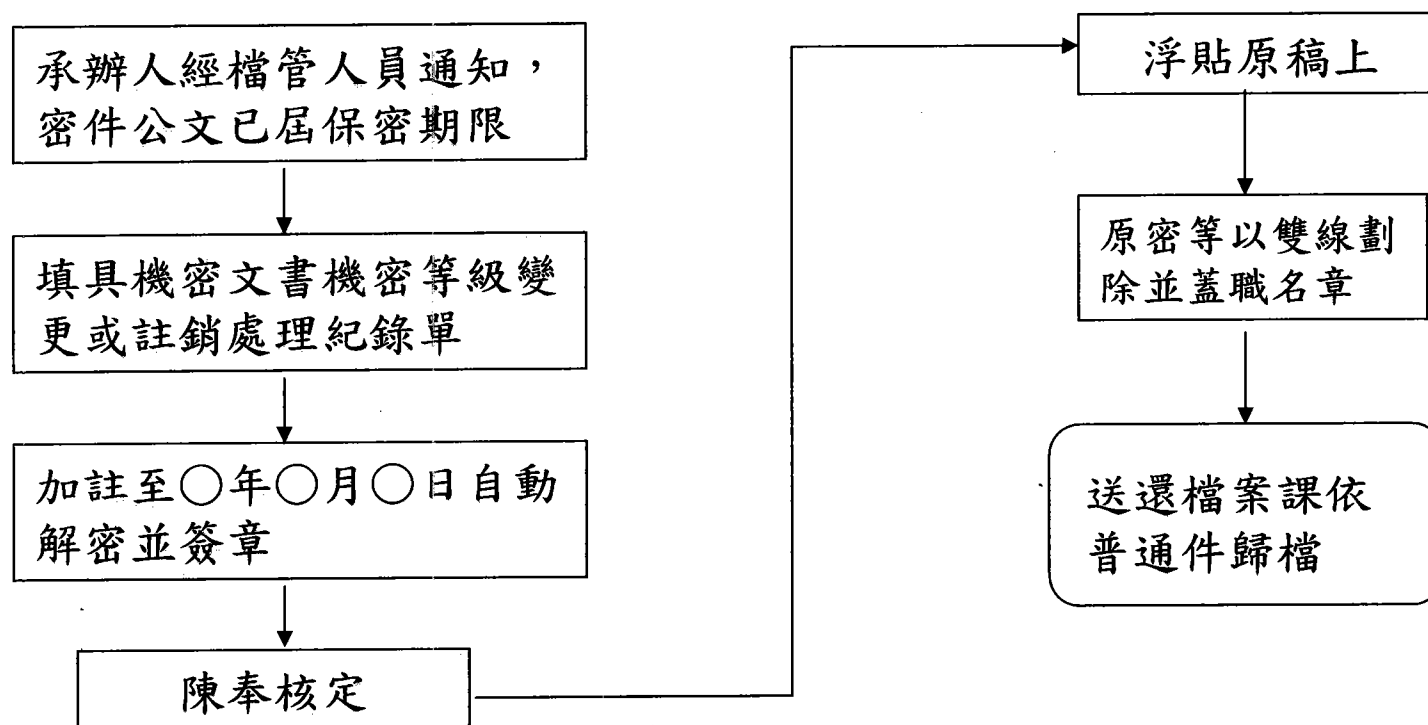 承辦人經檔管人員通知，
密件公文已屆保密期限
填具機密文書機密等級變
更或註銷處理紀錄單
加註至○年○月○日自動
解密並簽章
陳奉核定
浮貼原稿上
原密等以雙線劃
除並蓋職名章
送還檔案課依
普通件歸檔